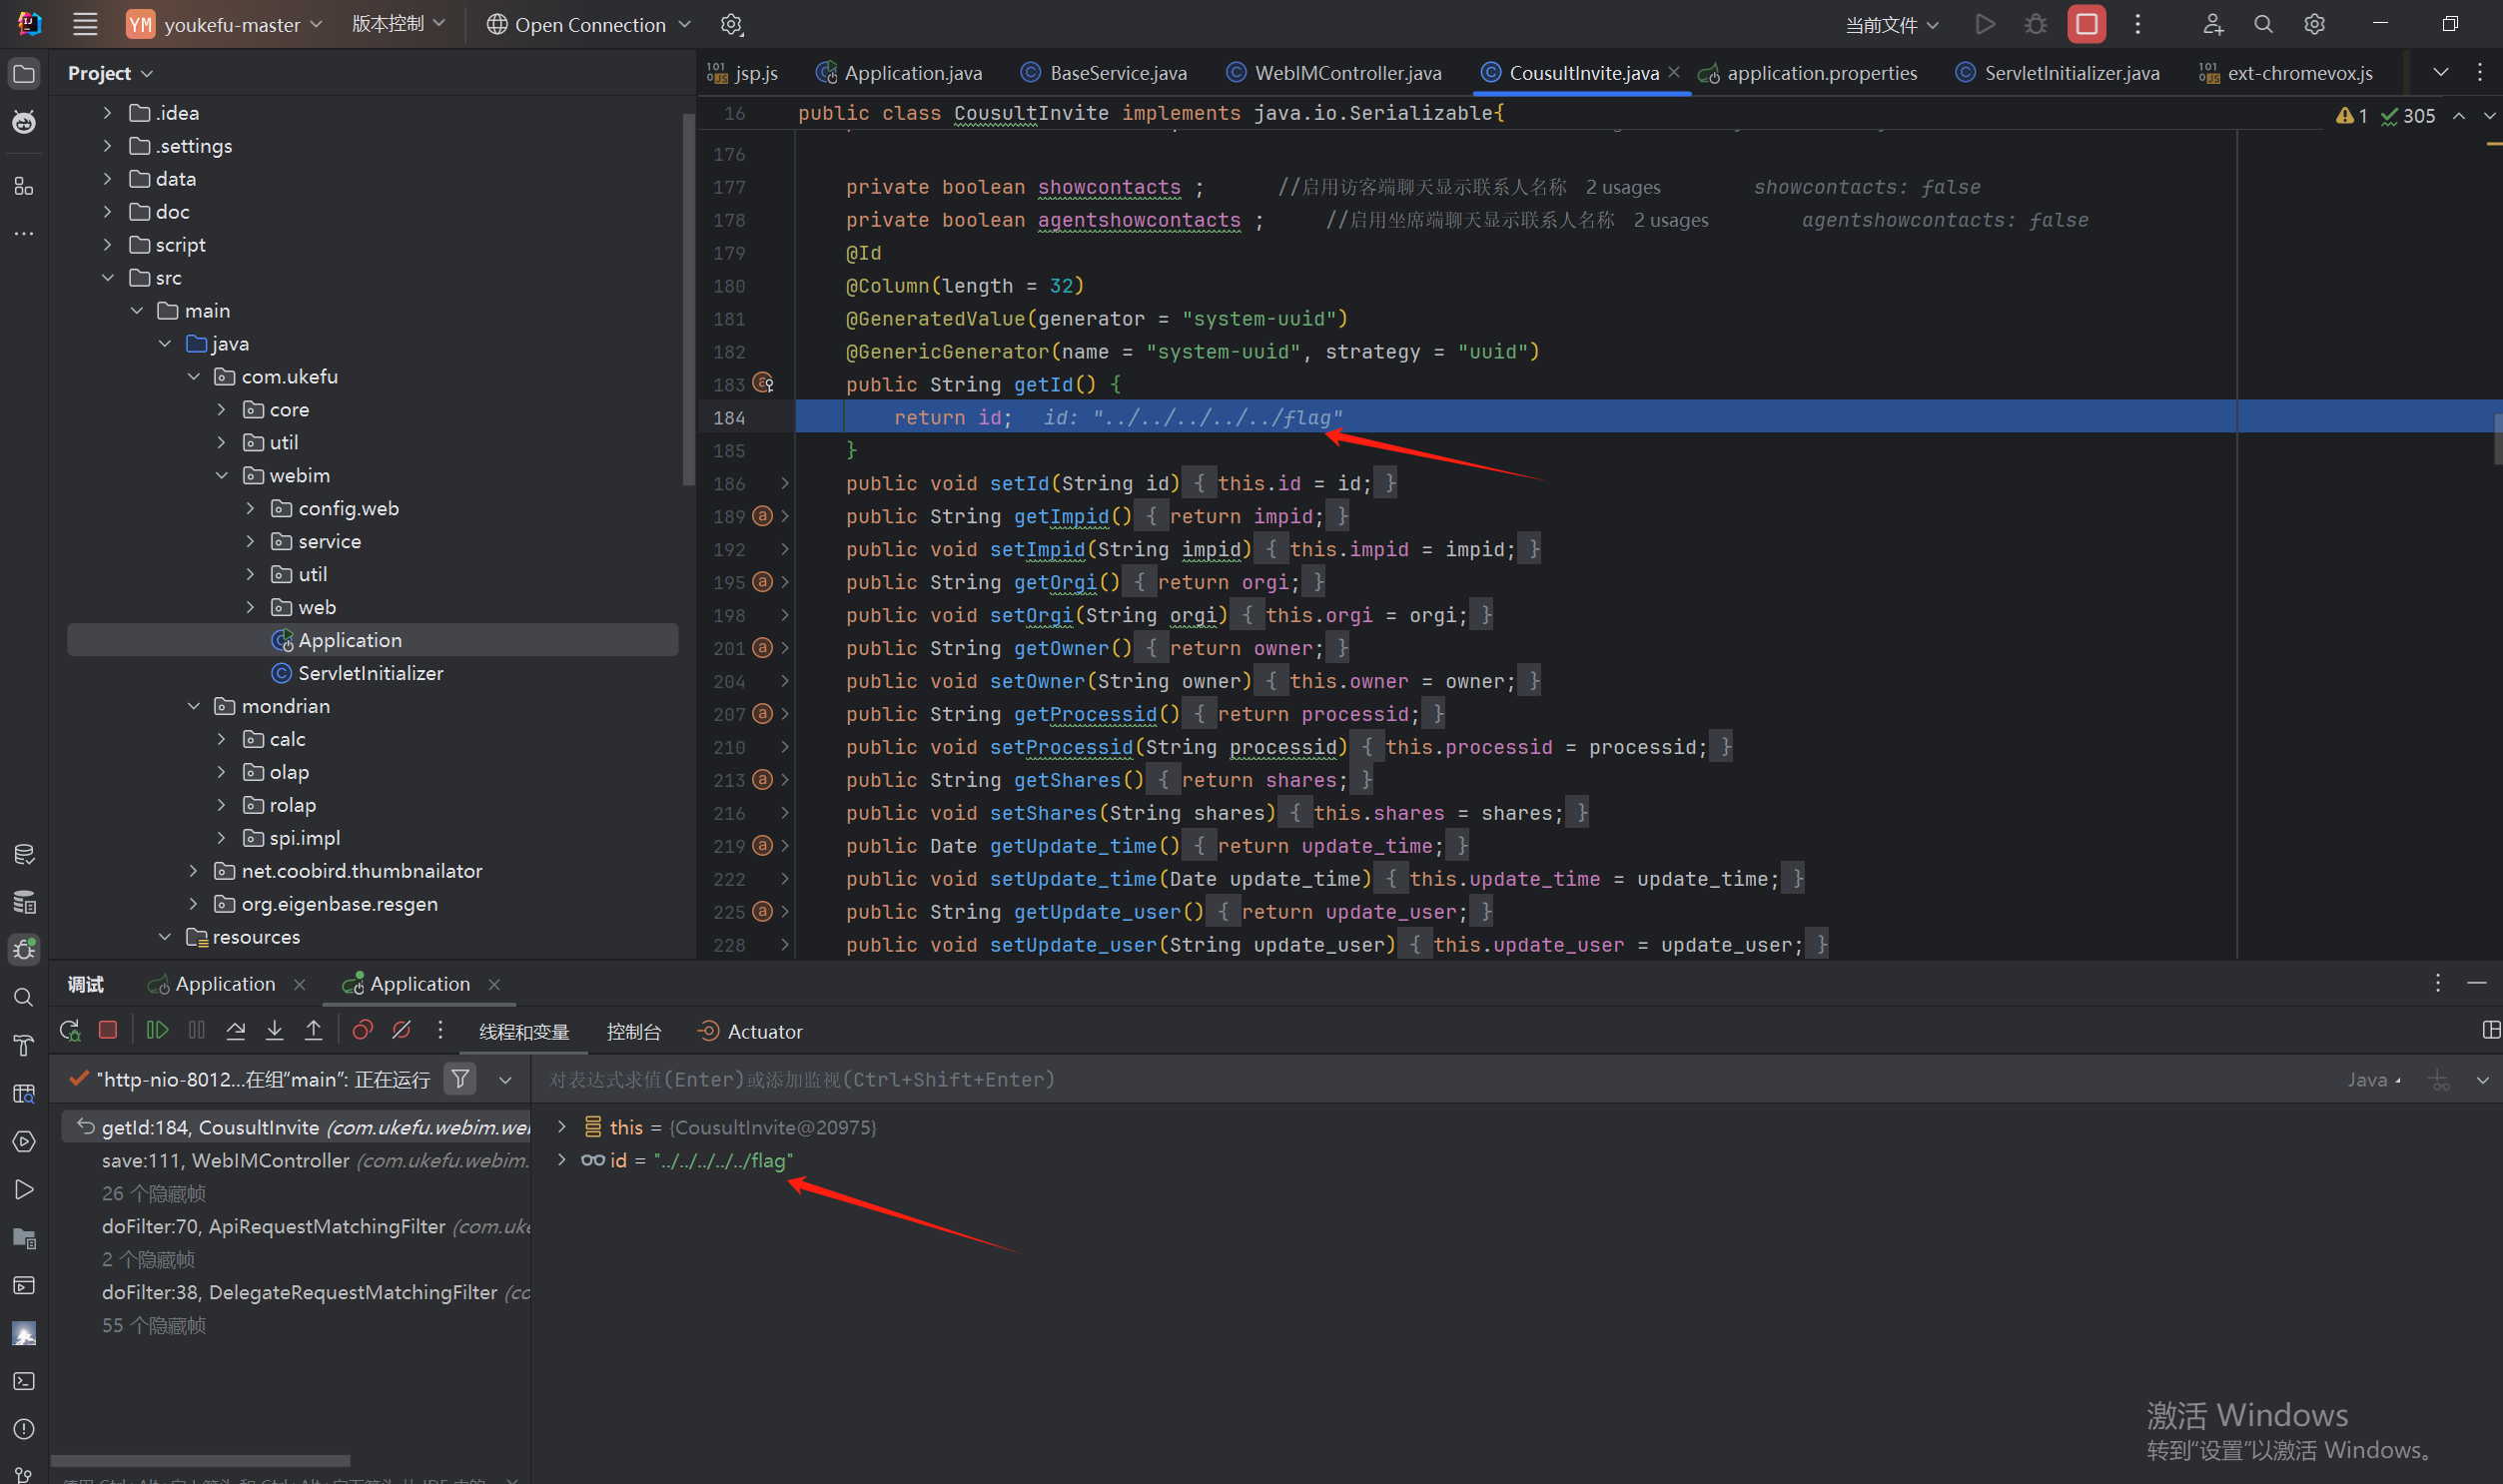 YM youkefu-master 版本控制 Open Connection 当前文件
Project
jsp.js Application.java BaseService.java WebIMController.java CousultInvite.java application.properties ServletInitializer.java ext-chromevox.js
16 public class CousultInvite implements java.io.Serializable{
1 305
.idea
.settings
data
doc
script
src
main
java
com.ukefu
core
util
webim
config.web
service
util
web
Application
ServletInitializer
mondrian
calc
olap
rolap
spi.impl
net.coobird.thumbnailator
org.eigenbase.resgen
resources
176
177 private boolean showcontacts ; //启用访客端聊天显示联系人名称 2 usages showcontacts: false
178 private boolean agentshowcontacts ; //启用坐席端聊天显示联系人名称 2 usages agentshowcontacts: false
179 @Id
180 @Column(length = 32)
181 @GeneratedValue(generator = "system-uuid")
182 @GenericGenerator(name = "system-uuid", strategy = "uuid")
183 public String getId() {
184 return id; id: "../../../../../flag"
185 }
186 public void setId(String id) { this.id = id; }
189 public String getImpid() { return impid; }
192 public void setImpid(String impid) { this.impid = impid; }
195 public String getOrgi() { return orgi; }
198 public void setOrgi(String orgi) { this.orgi = orgi; }
201 public String getOwner() { return owner; }
204 public void setOwner(String owner) { this.owner = owner; }
207 public String getProcessid() { return processid; }
210 public void setProcessid(String processid) { this.processid = processid; }
213 public String getShares() { return shares; }
216 public void setShares(String shares) { this.shares = shares; }
219 public Date getUpdate_time() { return update_time; }
222 public void setUpdate_time(Date update_time) { this.update_time = update_time; }
225 public String getUpdate_user() { return update_user; }
228 public void setUpdate_user(String update_user) { this.update_user = update_user; }
调试 Application Application
线程和变量 控制台 Actuator
"http-nio-8012...在组"main": 正在运行
对表达式求值(Enter)或添加监视(Ctrl+Shift+Enter) Java
getId:184, CousultInvite (com.ukefu.webim.we
save:111, WebIMController (com.ukefu.webim.
26 个隐藏帧
doFilter:70, ApiRequestMatchingFilter (com.uke
2 个隐藏帧
doFilter:38, DelegateRequestMatchingFilter (co
55 个隐藏帧
this = {CousultInvite@20975}
id = "../../../../../flag"
激活 Windows
转到"设置"以激活 Windows。